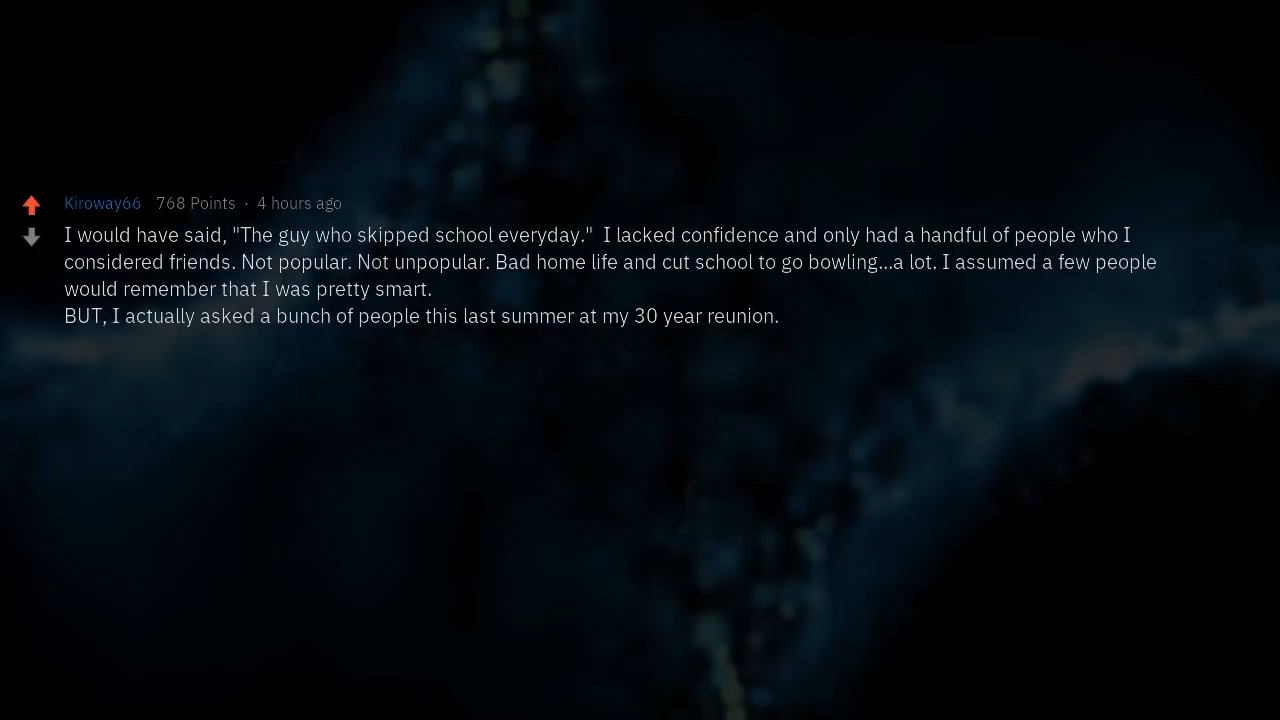 Kiroway66 768 Points · 4 hours ago
I would have said, "The guy who skipped school everyday."  I lacked confidence and only had a handful of people who I
considered friends. Not popular. Not unpopular. Bad home life and cut school to go bowling...a lot. I assumed a few people
would remember that I was pretty smart.
BUT, I actually asked a bunch of people this last summer at my 30 year reunion.